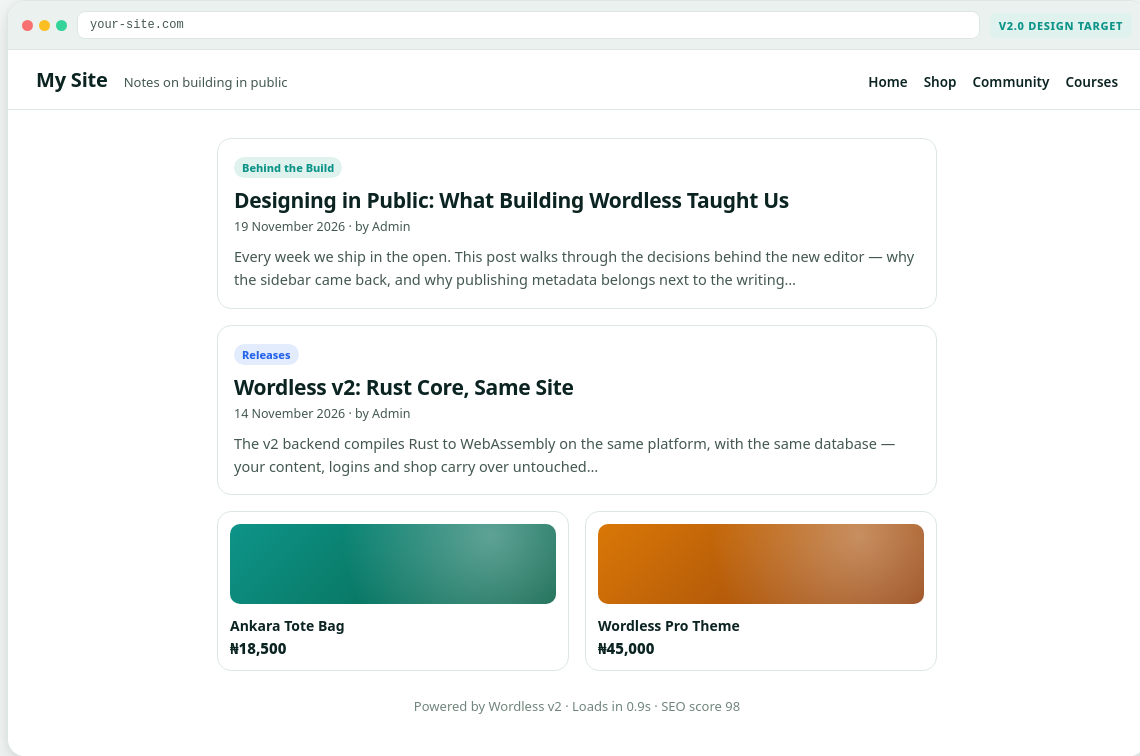 your-site.com
V2.0 DESIGN TARGET
My Site
Notes on building in public
Home
Shop
Community
Courses
Behind the Build
Designing in Public: What Building Wordless Taught Us
19 November 2026 · by Admin
Every week we ship in the open. This post walks through the decisions behind the new editor — why
the sidebar came back, and why publishing metadata belongs next to the writing…
Releases
Wordless v2: Rust Core, Same Site
14 November 2026 · by Admin
The v2 backend compiles Rust to WebAssembly on the same platform, with the same database —
your content, logins and shop carry over untouched…
Ankara Tote Bag
₦18,500
Wordless Pro Theme
₦45,000
Powered by Wordless v2 · Loads in 0.9s · SEO score 98